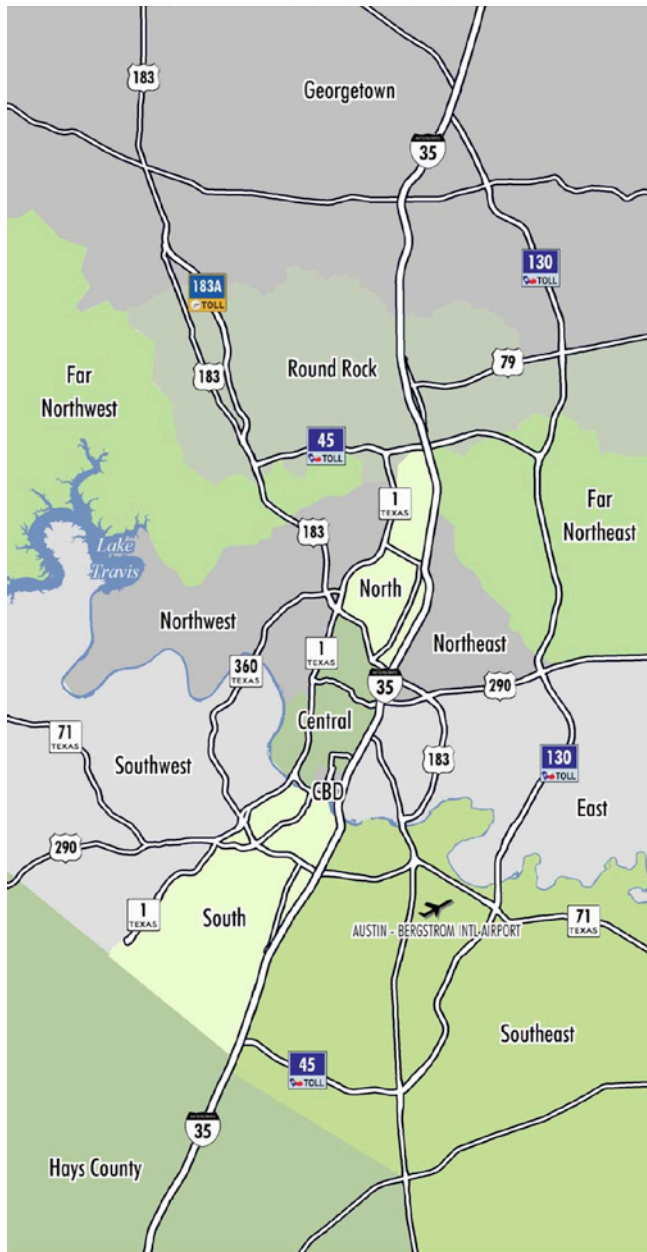 183
Georgetown
35
130
TOLL
183A
TOLL
79
Round Rock
183
Far
Northwest
45
TOLL
1
TEXAS
Far
Northeast
183
Lake
Travis
North
Northwest
Northeast
1
TEXAS
360
TEXAS
35
290
Central
71
TEXAS
183
130
TOLL
Southwest
CBD
East
290
1
TEXAS
South
71
TEXAS
AUSTIN - BERGSTROM INTL AIRPORT
Southeast
45
TOLL
35
Hays County